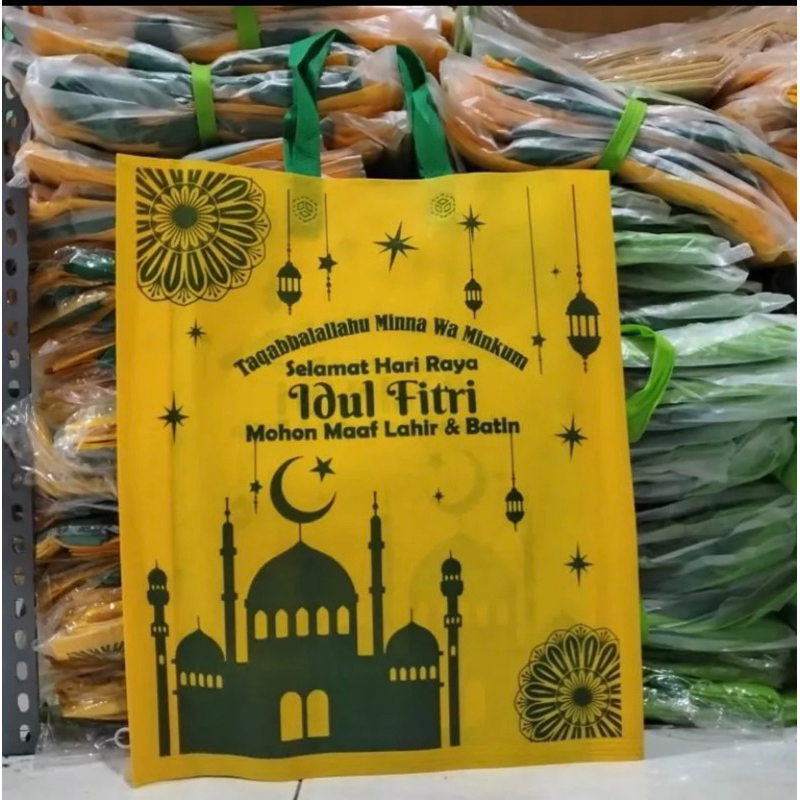 Taqabbalallahu Minna Wa Minkum
Selamat Hari Raya
Idul Fitri
Mohon Maaf Lahir & Batin